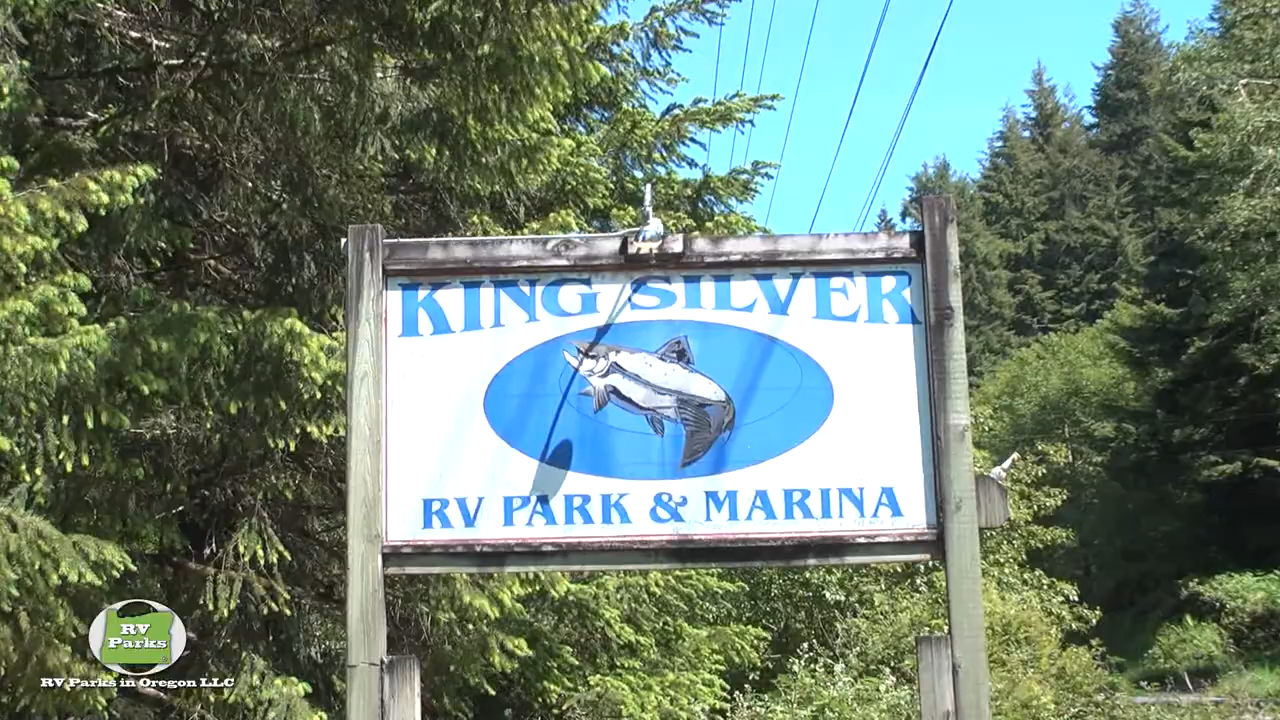 KING SILVER
RV PARK & MARINA
RV
Parks
RV Parks in Oregon LLC